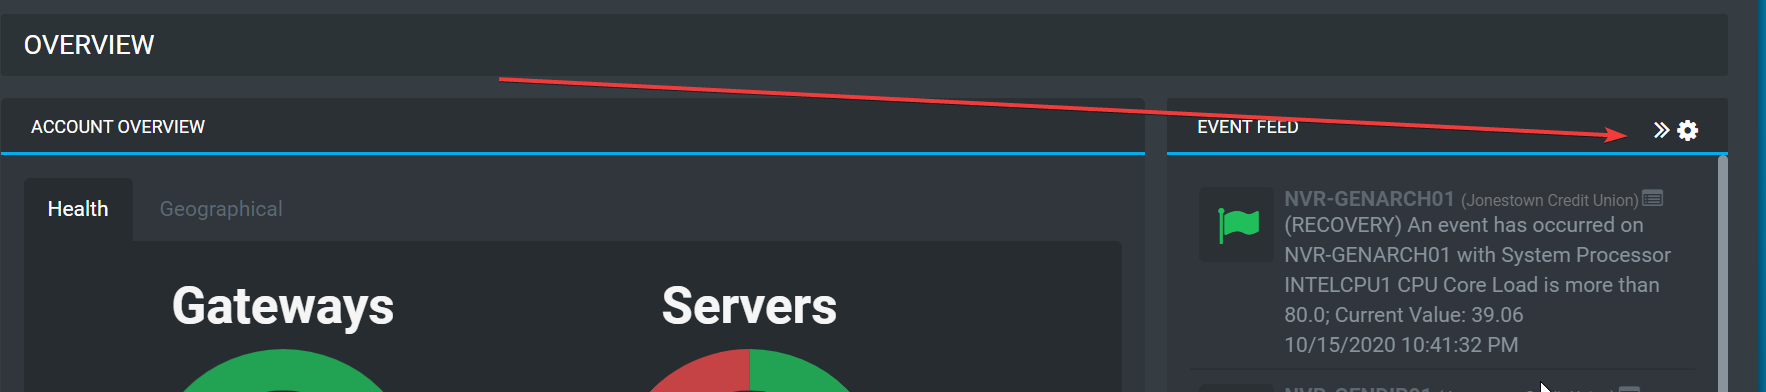 OVERVIEW
ACCOUNT OVERVIEW
Health
Geographical
Gateways
Servers
EVENT FEED
NVR-GENARCH01 (Jonestown Credit Union)
(RECOVERY) An event has occurred on
NVR-GENARCH01 with System Processor
INTELCPU1 CPU Core Load is more than
80.0; Current Value: 39.06
10/15/2020 10:41:32 PM